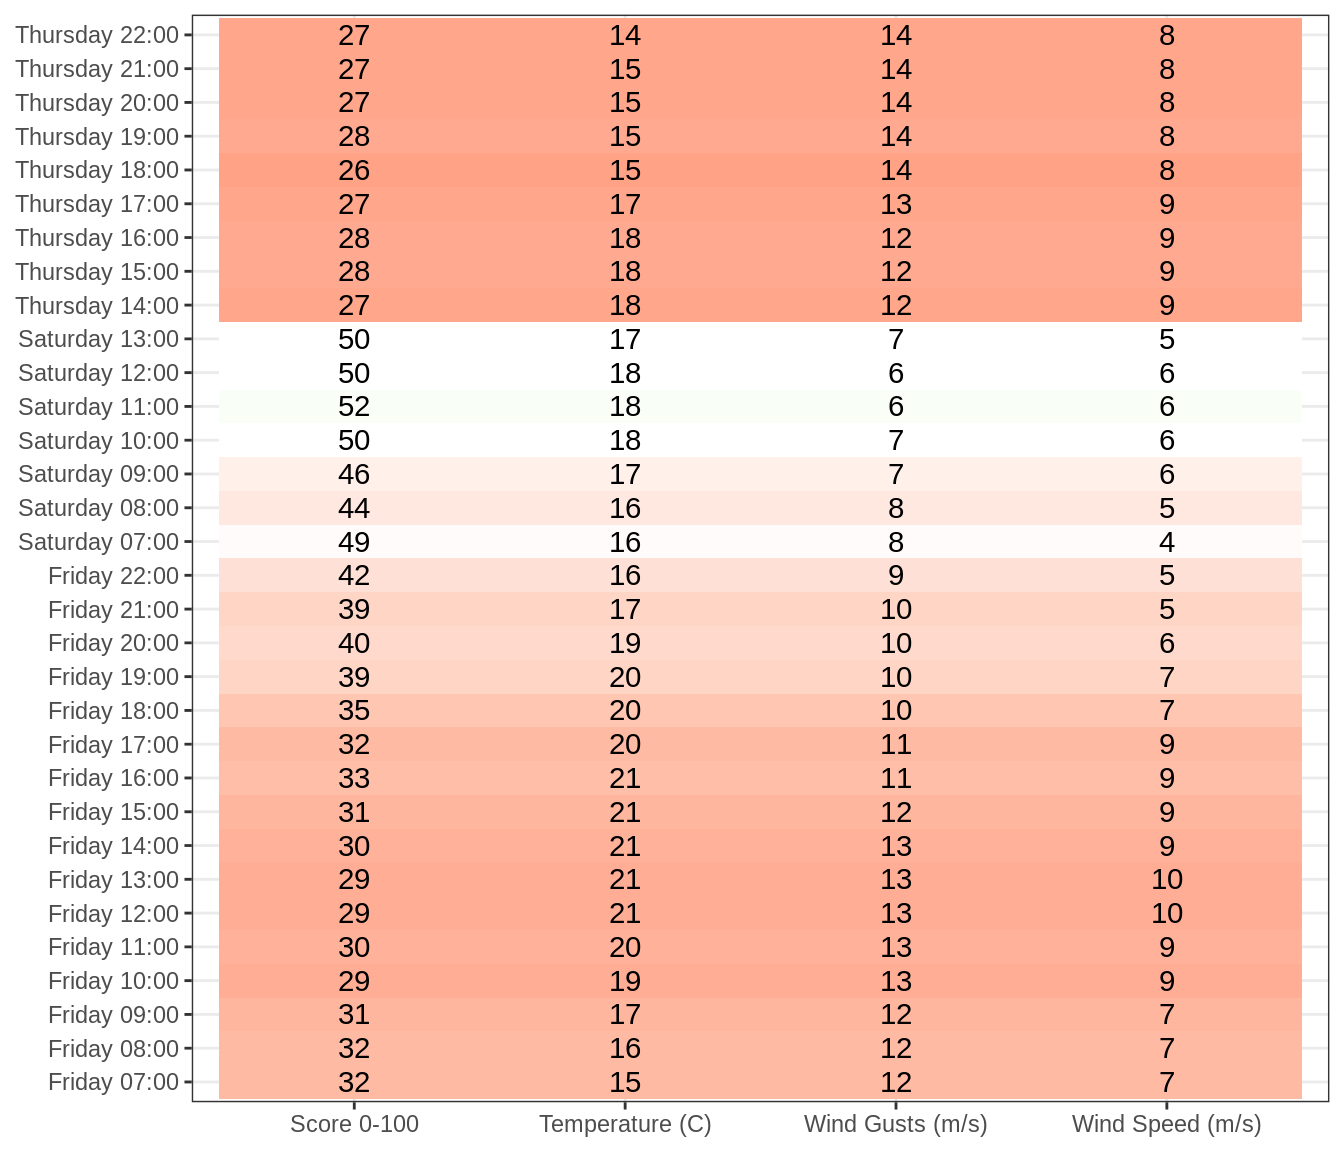 Thursday 22:00 27 14 14 8
Thursday 21:00 27 15 14 8
Thursday 20:00 27 15 14 8
Thursday 19:00 28 15 14 8
Thursday 18:00 26 15 14 8
Thursday 17:00 27 17 13 9
Thursday 16:00 28 18 12 9
Thursday 15:00 28 18 12 9
Thursday 14:00 27 18 12 9
Saturday 13:00 50 17 7 5
Saturday 12:00 50 18 6 6
Saturday 11:00 52 18 6 6
Saturday 10:00 50 18 7 6
Saturday 09:00 46 17 7 6
Saturday 08:00 44 16 8 5
Saturday 07:00 49 16 8 4
Friday 22:00 42 16 9 5
Friday 21:00 39 17 10 5
Friday 20:00 40 19 10 6
Friday 19:00 39 20 10 7
Friday 18:00 35 20 10 7
Friday 17:00 32 20 11 9
Friday 16:00 33 21 11 9
Friday 15:00 31 21 12 9
Friday 14:00 30 21 13 9
Friday 13:00 29 21 13 10
Friday 12:00 29 21 13 10
Friday 11:00 30 20 13 9
Friday 10:00 29 19 13 9
Friday 09:00 31 17 12 7
Friday 08:00 32 16 12 7
Friday 07:00 32 15 12 7
Score 0-100 Temperature (C) Wind Gusts (m/s) Wind Speed (m/s)